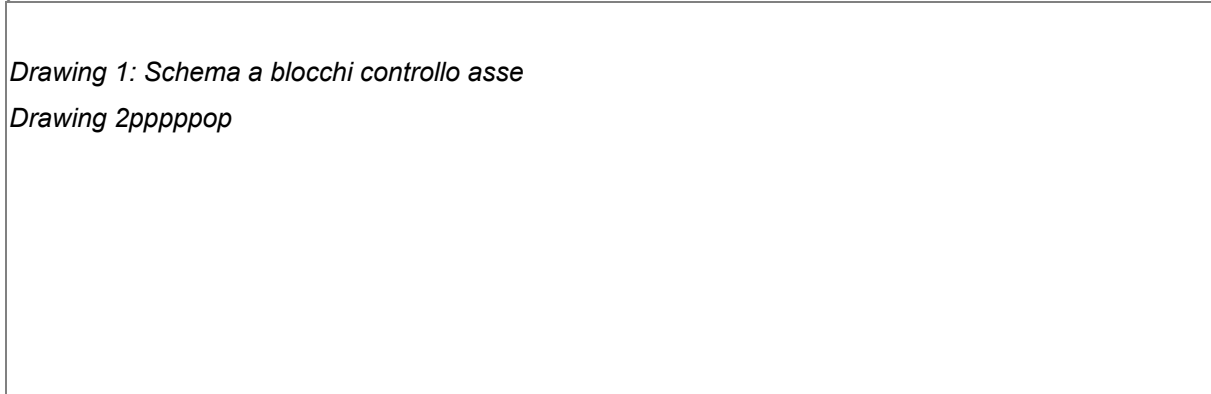 Drawing 1: Schema a blocchi controllo asse
Drawing 2pppppop